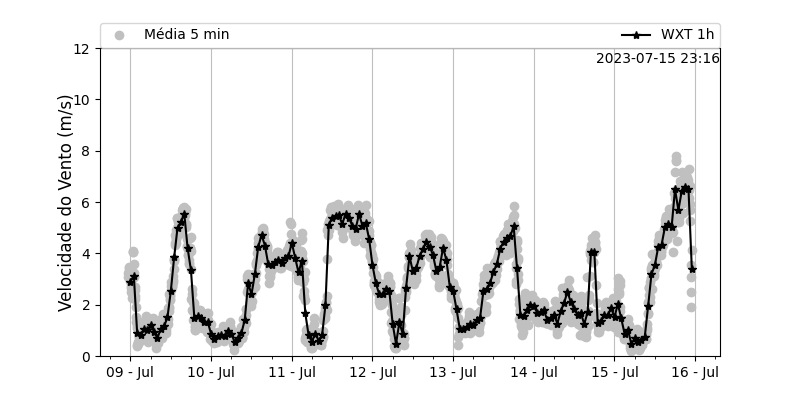 Média 5 min
WXT 1h
2023-07-15 23:16
Velocidade do Vento (m/s)
12
10
8
6
4
2
0
09 - Jul
10 - Jul
11 - Jul
12 - Jul
13 - Jul
14 - Jul
15 - Jul
16 - Jul